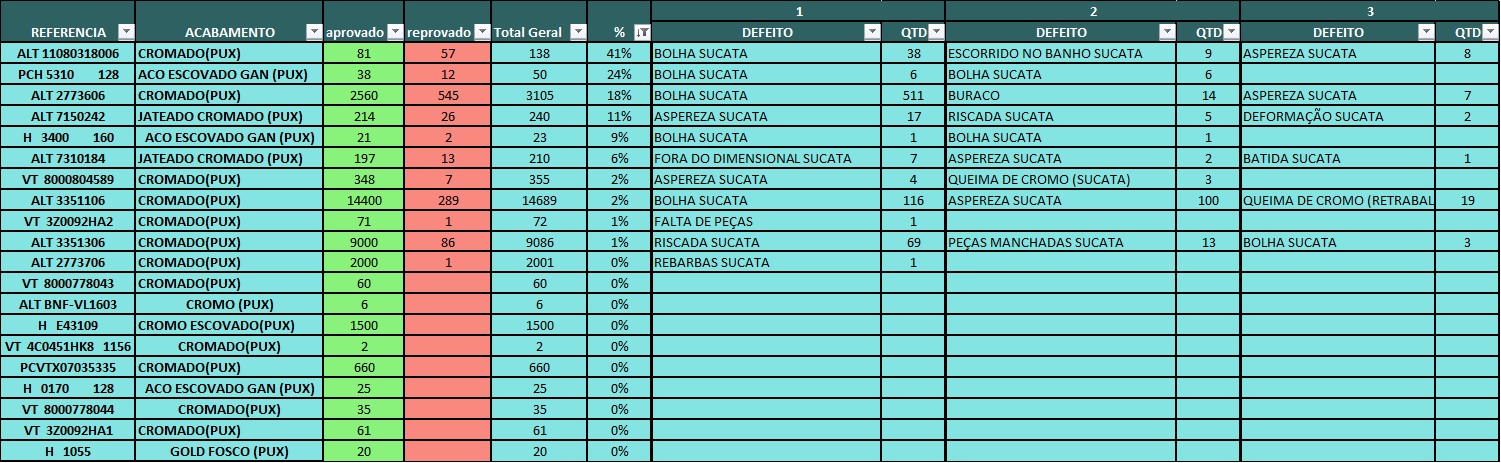 1 2 3
REFERENCIA ACABAMENTO aprovado reprovado Total Geral % DEFEITO QTD DEFEITO QTD DEFEITO QTD
ALT 11080318006 CROMADO(PUX) 81 57 138 41% BOLHA SUCATA 38 ESCORRIDO NO BANHO SUCATA 9 ASPEREZA SUCATA 8
PCH 5310 128 ACO ESCOVADO GAN (PUX) 38 12 50 24% BOLHA SUCATA 6 BOLHA SUCATA 6
ALT 2773606 CROMADO(PUX) 2560 545 3105 18% BOLHA SUCATA 511 BURACO 14 ASPEREZA SUCATA 7
ALT 7150242 JATEADO CROMADO (PUX) 214 26 240 11% ASPEREZA SUCATA 17 RISCADA SUCATA 5 DEFORMAÇÃO SUCATA 2
H 3400 160 ACO ESCOVADO GAN (PUX) 21 2 23 9% BOLHA SUCATA 1 BOLHA SUCATA 1
ALT 7310184 JATEADO CROMADO (PUX) 197 13 210 6% FORA DO DIMENSIONAL SUCATA 7 ASPEREZA SUCATA 2 BATIDA SUCATA 1
VT 8000804589 CROMADO(PUX) 348 7 355 2% ASPEREZA SUCATA 4 QUEIMA DE CROMO (SUCATA) 3
ALT 3351106 CROMADO(PUX) 14400 289 14689 2% BOLHA SUCATA 116 ASPEREZA SUCATA 100 QUEIMA DE CROMO (RETRABAL 19
VT 3Z0092HA2 CROMADO(PUX) 71 1 72 1% FALTA DE PEÇAS 1
ALT 3351306 CROMADO(PUX) 9000 86 9086 1% RISCADA SUCATA 69 PEÇAS MANCHADAS SUCATA 13 BOLHA SUCATA 3
ALT 2773706 CROMADO(PUX) 2000 1 2001 0% REBARBAS SUCATA 1
VT 8000778043 CROMADO(PUX) 60 60 0%
ALT BNF-VL1603 CROMO (PUX) 6 6 0%
H E43109 CROMO ESCOVADO(PUX) 1500 1500 0%
VT 4C0451HK8 1156 CROMADO(PUX) 2 2 0%
PCVTX07035335 CROMADO(PUX) 660 660 0%
H 0170 128 ACO ESCOVADO GAN (PUX) 25 25 0%
VT 8000778044 CROMADO(PUX) 35 35 0%
VT 3Z0092HA1 CROMADO(PUX) 61 61 0%
H 1055 GOLD FOSCO (PUX) 20 20 0%